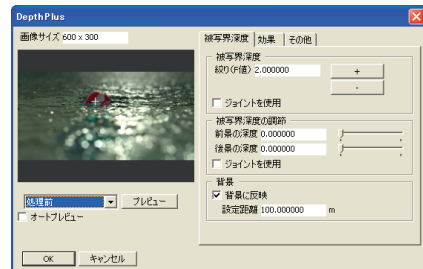 DepthPlus
画像サイズ 600 x 300
処理前 プレビュー
オートプレビュー
OK キャンセル
被写界深度 効果 その他
被写界深度
絞り(F値) 2.000000 +
-
ジョイントを使用
被写界深度の調節
前景の深度 0.000000
後景の深度 0.000000
ジョイントを使用
背景
背景に反映
設定距離 100.000000 m